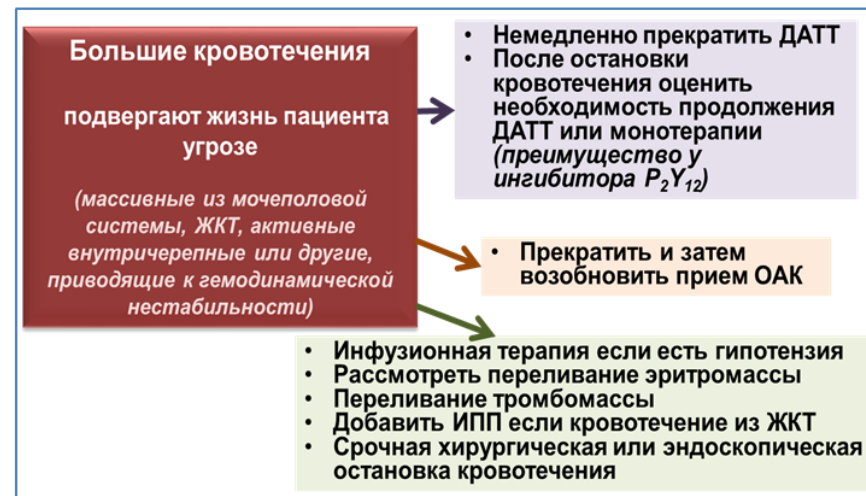 Большие кровотечения
подвергают жизнь пациента
угрозе
(массивные из мочеполовой
системы, ЖКТ, активные
внутричерепные или другие,
приводящие к гемодинамической
нестабильности)
• Немедленно прекратить ДАТТ
• После остановки
кровотечения оценить
необходимость продолжения
ДАТТ или монотерапии
(преимущество у
ингибитора P₂Y₁₂)
• Прекратить и затем
возобновить прием ОАК
• Инфузионная терапия если есть гипотензия
• Рассмотреть переливание эритромассы
• Переливание тромбомассы
• Добавить ИПП если кровотечение из ЖКТ
• Срочная хирургическая или эндоскопическая
остановка кровотечения